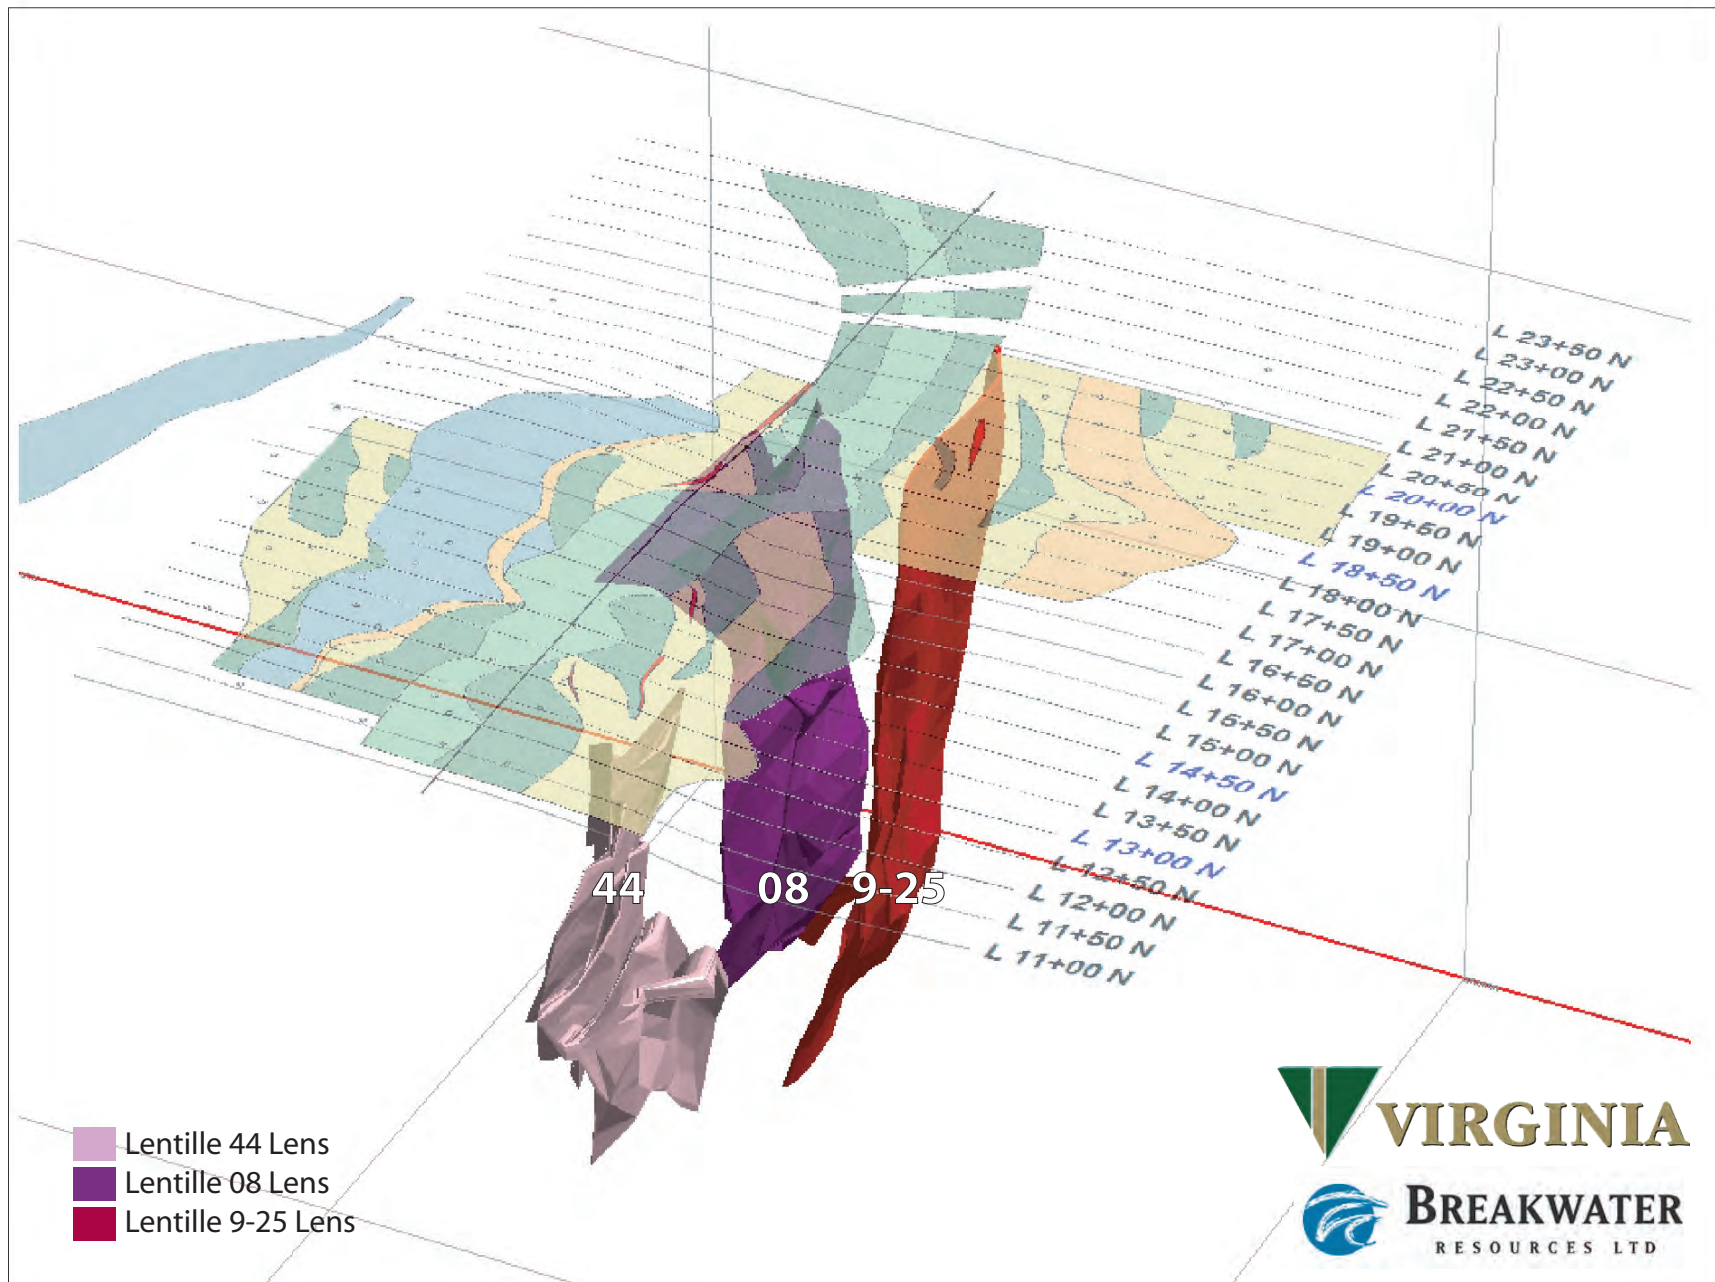 L 23+50 N
L 23+00 N
L 22+50 N
L 22+00 N
L 21+50 N
L 21+00 N
L 20+50 N
L 20+00 N
L 19+50 N
L 19+00 N
L 18+50 N
L 18+00 N
L 17+50 N
L 17+00 N
L 16+50 N
L 16+00 N
L 15+50 N
L 15+00 N
L 14+50 N
L 14+00 N
L 13+50 N
L 13+00 N
L 12+50 N
L 12+00 N
L 11+50 N
L 11+00 N
44
08
9-25
Lentille 44 Lens
Lentille 08 Lens
Lentille 9-25 Lens
VIRGINIA
BREAKWATER
RESOURCES LTD